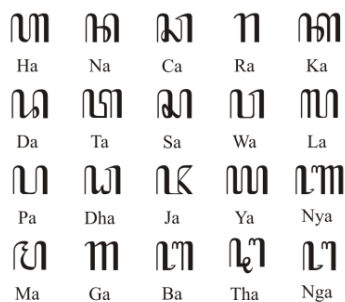 ꦲ ꦤ ꦕ ꦫ ꦏ
Ha Na Ca Ra Ka
ꦢ ꦠ ꦱ ꦮ ꦭ
Da Ta Sa Wa La
ꦥ ꦝ ꦗ ꦪ ꦚ
Pa Dha Ja Ya Nya
ꦩ ꦒ ꦧ ꦛ ꦔ
Ma Ga Ba Tha Nga